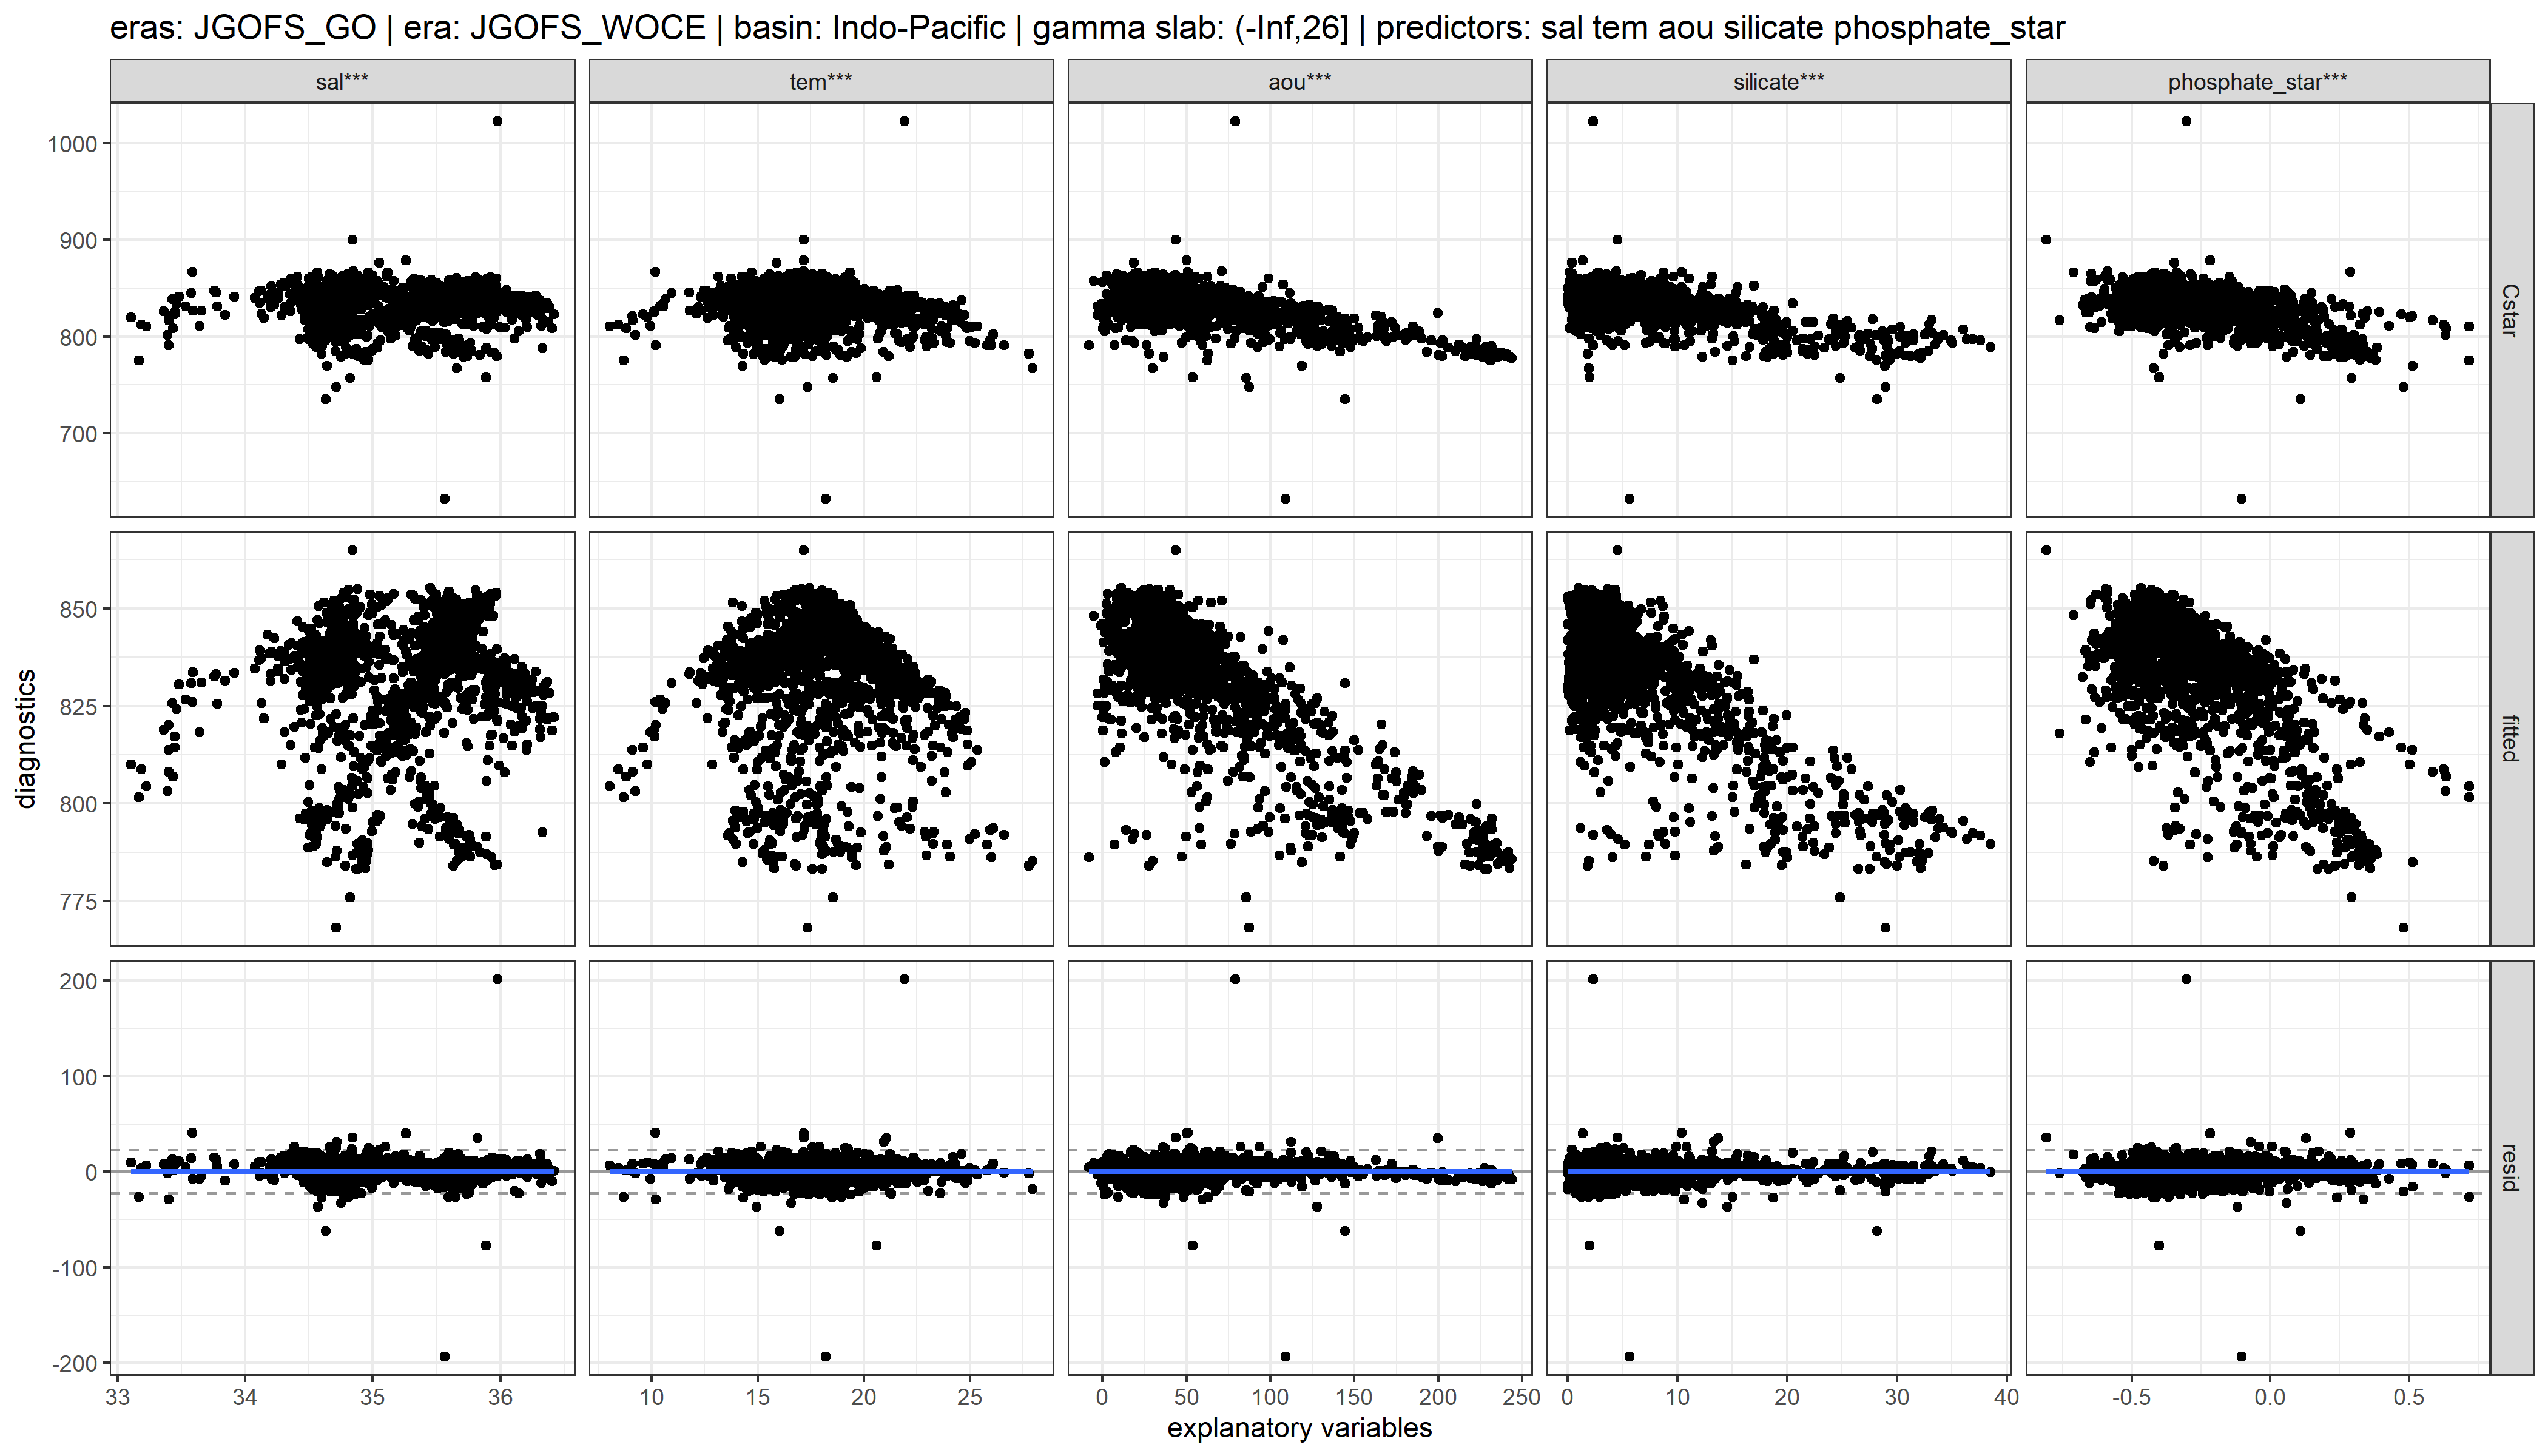 eras: JGOFS_GO | era: JGOFS_WOCE | basin: Indo-Pacific | gamma slab: (-Inf,26] | predictors: sal tem aou silicate phosphate_star
sal*** tem*** aou*** silicate*** phosphate_star***
1000
900
800
700
Cstar
850
825
800
775
fitted
diagnostics
200
100
0
-100
-200
resid
33 34 35 36 10 15 20 25 0 50 100 150 200 250 0 10 20 30 40 -0.5 0.0 0.5
explanatory variables